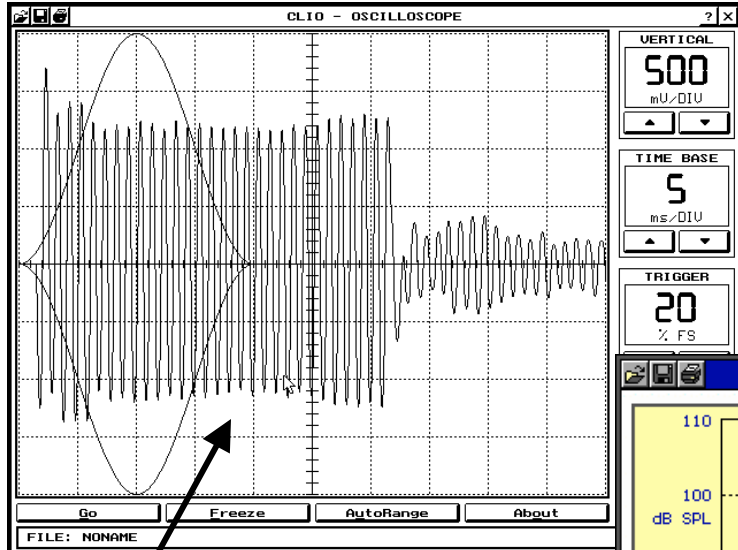 CLIO - OSCILLOSCOPE
? ×
VERTICAL
500
mV/DIV
TIME BASE
5
ms/DIV
TRIGGER
20
% FS
Go Freeze AutoRange About
FILE: NONAME
110
100
dB SPL